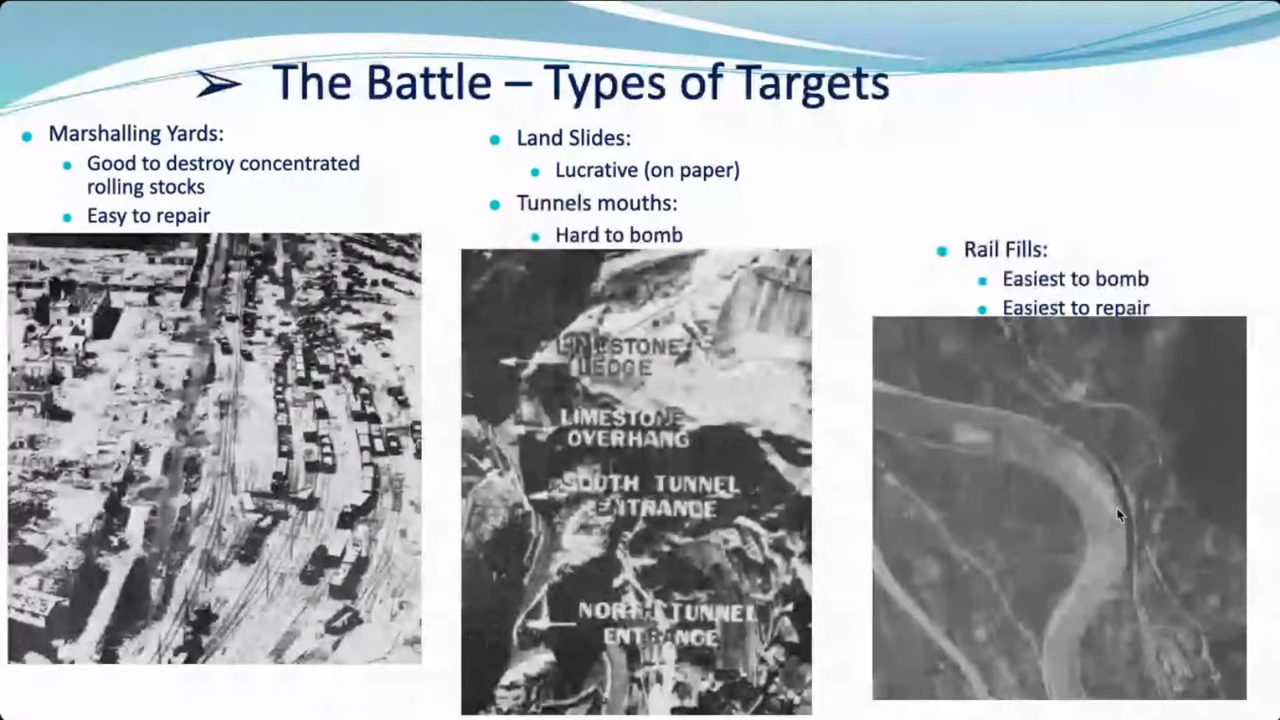 The Battle – Types of Targets
Marshalling Yards:
Good to destroy concentrated
rolling stocks
Easy to repair
Land Slides:
Lucrative (on paper)
Tunnels mouths:
Hard to bomb
LIMESTONE
LEDGE
LIMESTONE
OVERHANG
SOUTH TUNNEL
ENTRANCE
NORTH TUNNEL
ENTRANCE
Rail Fills:
Easiest to bomb
Easiest to repair